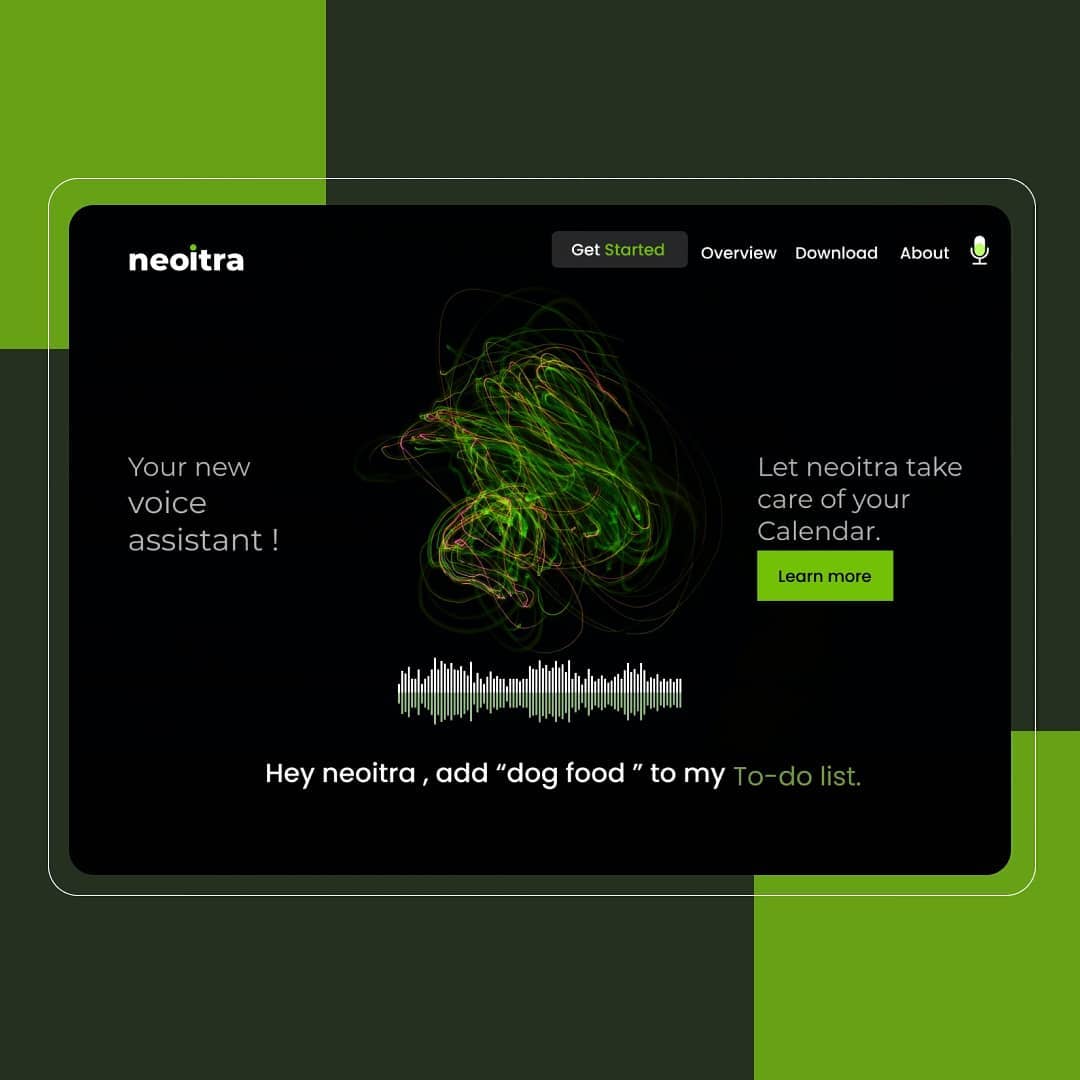 neoitra
Get Started
Overview
Download
About
Your new
voice
assistant !
Let neoitra take
care of your
Calendar.
Learn more
Hey neoitra , add “dog food ” to my To-do list.